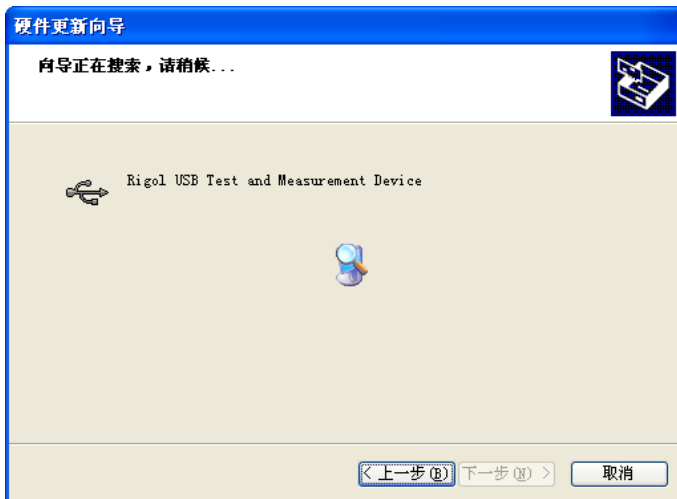 硬件更新向导
向导正在搜索，请稍候...
Rigol USB Test and Measurement Device
< 上一步(B) 下一步(N) > 取消